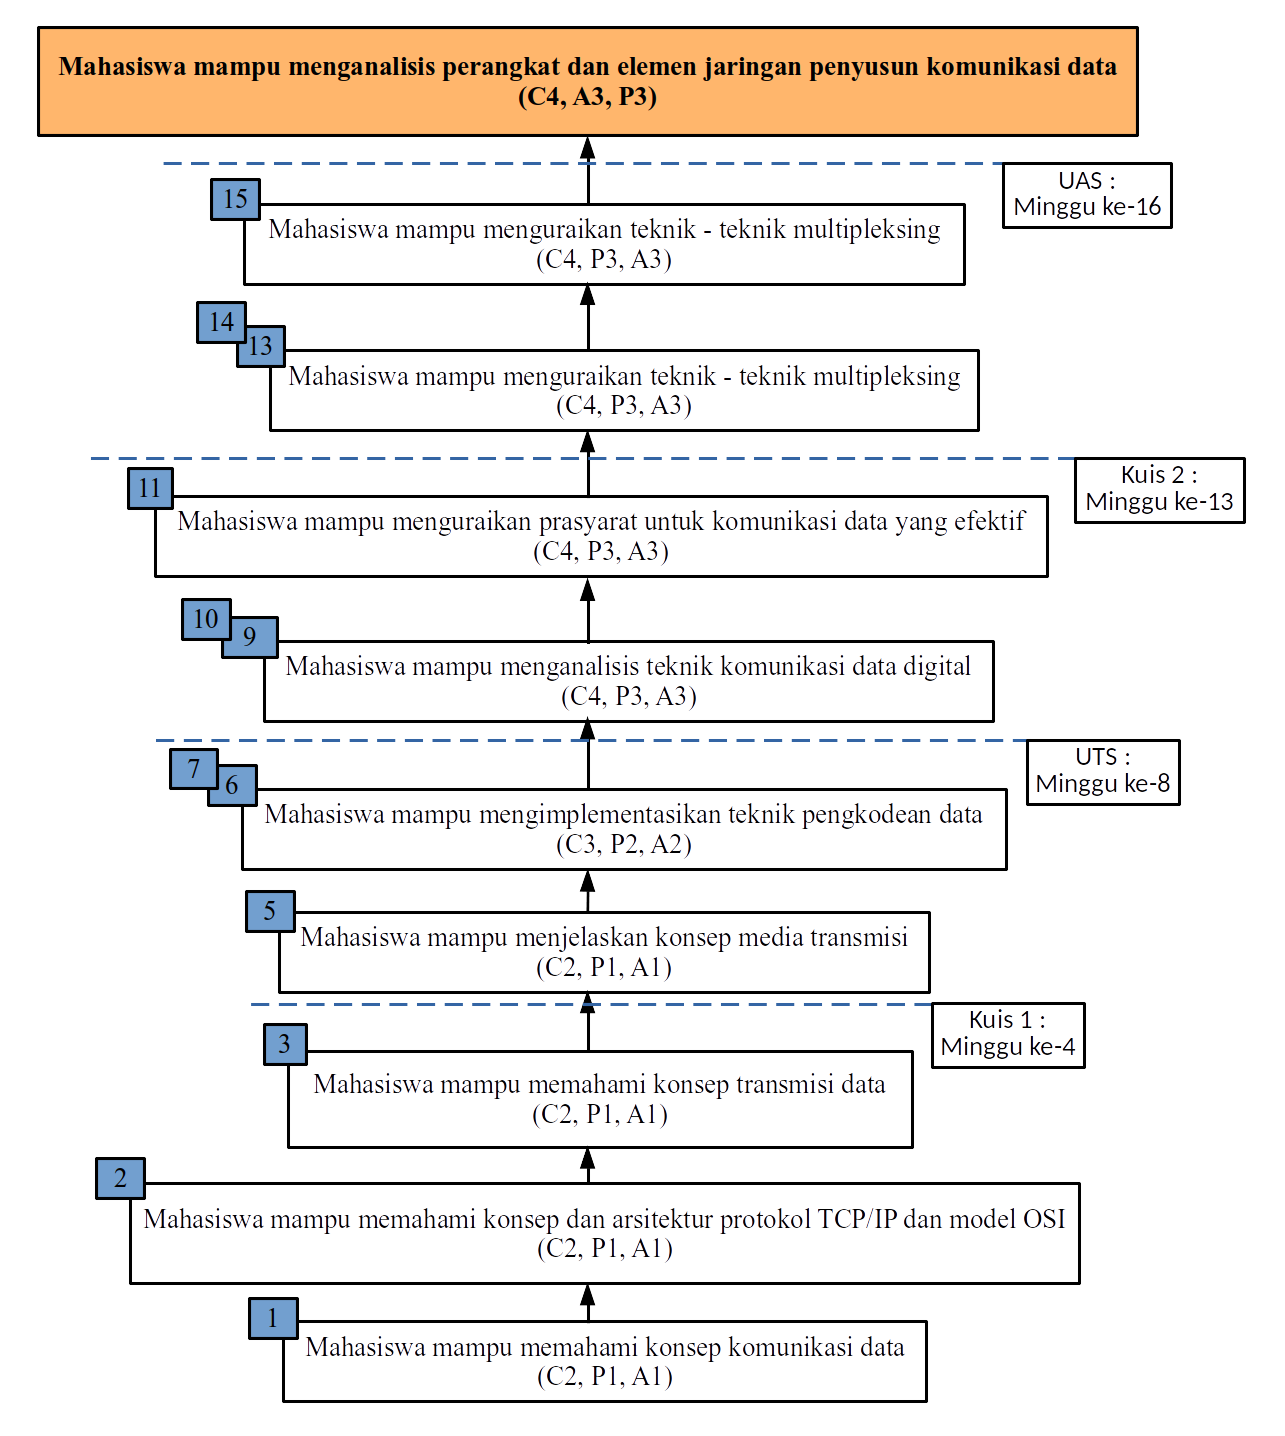 Mahasiswa mampu menganalisis perangkat dan elemen jaringan penyusun komunikasi data
(C4, A3, P3)
UAS :
Minggu ke-16
15
Mahasiswa mampu menguraikan teknik - teknik multipleksing
(C4, P3, A3)
14
13
Mahasiswa mampu menguraikan teknik - teknik multipleksing
(C4, P3, A3)
Kuis 2 :
Minggu ke-13
11
Mahasiswa mampu menguraikan prasyarat untuk komunikasi data yang efektif
(C4, P3, A3)
10
9
Mahasiswa mampu menganalisis teknik komunikasi data digital
(C4, P3, A3)
UTS :
Minggu ke-8
7
6
Mahasiswa mampu mengimplementasikan teknik pengkodean data
(C3, P2, A2)
5
Mahasiswa mampu menjelaskan konsep media transmisi
(C2, P1, A1)
Kuis 1 :
Minggu ke-4
3
Mahasiswa mampu memahami konsep transmisi data
(C2, P1, A1)
2
Mahasiswa mampu memahami konsep dan arsitektur protokol TCP/IP dan model OSI
(C2, P1, A1)
1
Mahasiswa mampu memahami konsep komunikasi data
(C2, P1, A1)